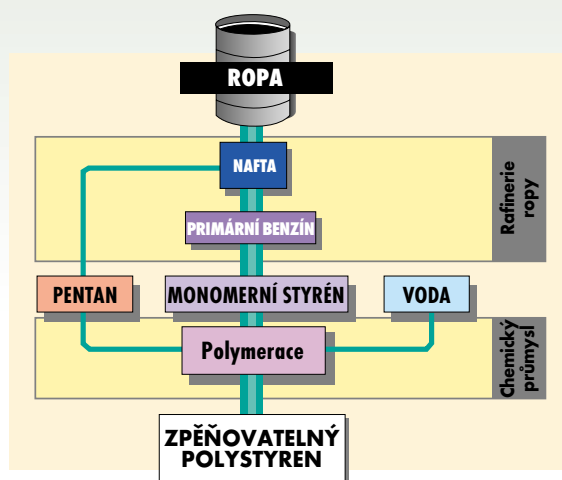 ROPA
NAFTA
Rafinerie
ropy
PRIMÁRNÍ BENZÍN
PENTAN
MONOMERNÍ STYRÉN
VODA
Polymerace
Chemický
průmysl
ZPĚŇOVATELNÝ
POLYSTYREN